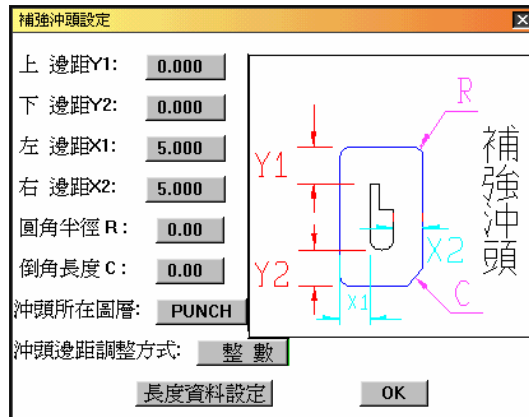 補強沖頭設定
上 邊距Y1: 0.000
下 邊距Y2: 0.000
左 邊距X1: 5.000
右 邊距X2: 5.000
圓角半徑 R : 0.00
倒角長度 C : 0.00
沖頭所在圖層: PUNCH
沖頭邊距調整方式: 整 數
長度資料設定 OK
R
Y1
X2
Y2
X1
C
補強沖頭